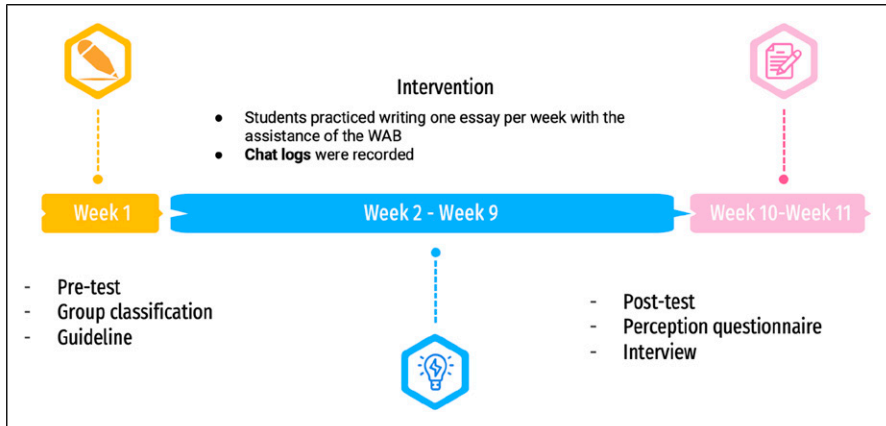 Intervention
● Students practiced writing one essay per week with the
assistance of the WAB
● Chat logs were recorded
Week 1
Week 2 - Week 9
Week 10-Week 11
- Pre-test
- Group classification
- Guideline
- Post-test
- Perception questionnaire
- Interview